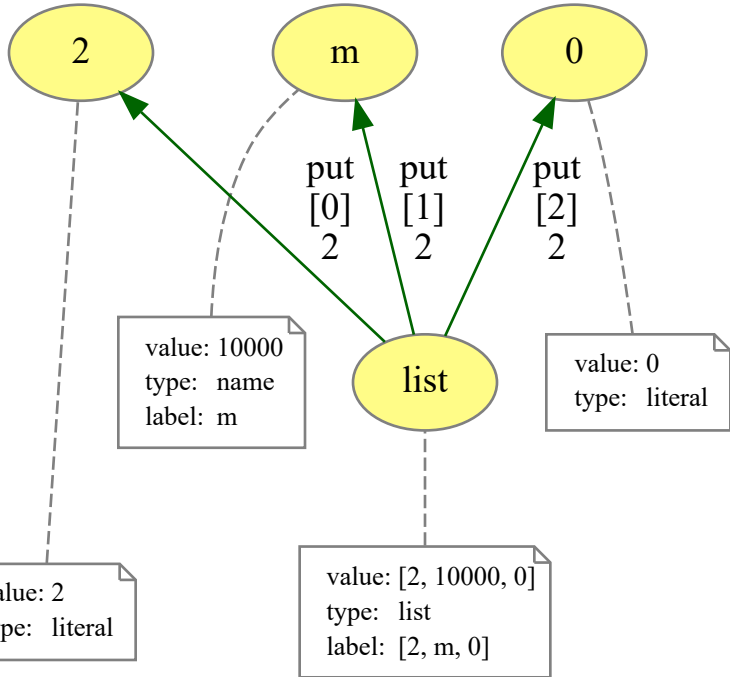 2
m
0
put
[0]
2
put
[1]
2
put
[2]
2
value: 10000
type: name
label: m
list
value: 0
type: literal
alue: 2
pe: literal
value: [2, 10000, 0]
type: list
label: [2, m, 0]